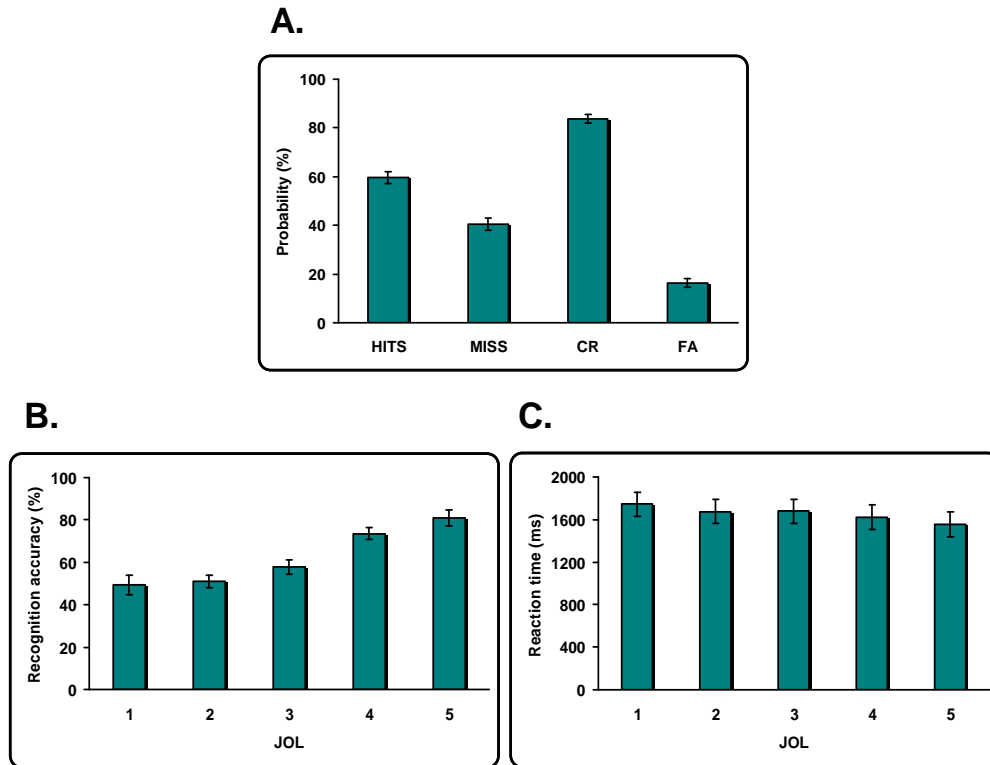 A.
100
80
60
40
20
0
Probability (%)
HITS MISS CR FA
B.
100
80
60
40
20
0
Recognition accuracy (%)
1 2 3 4 5
JOL
C.
2000
1600
1200
800
400
0
Reaction time (ms)
1 2 3 4 5
JOL